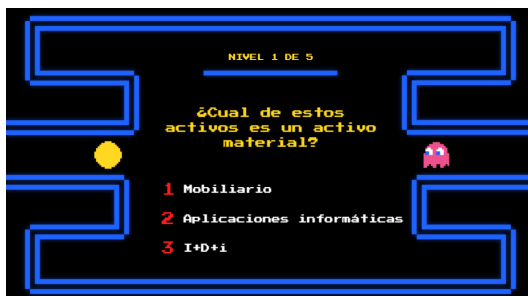 NIVEL 1 DE 5
¿Cual de estos
activos es un activo
material?
1 Mobiliario
2 Aplicaciones informáticas
3 I+D+i